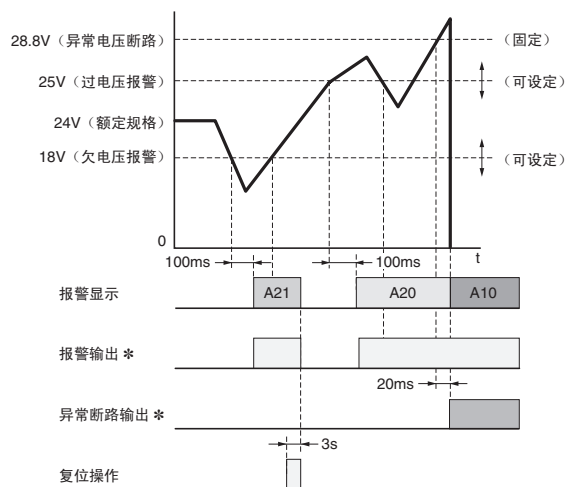 28.8V（异常电压断路）
（固定）
25V（过电压报警）
（可设定）
24V（额定规格）
18V（欠电压报警）
（可设定）
0
100ms
100ms
t
报警显示
A21
A20
A10
报警输出＊
20ms
异常断路输出＊
3s
复位操作